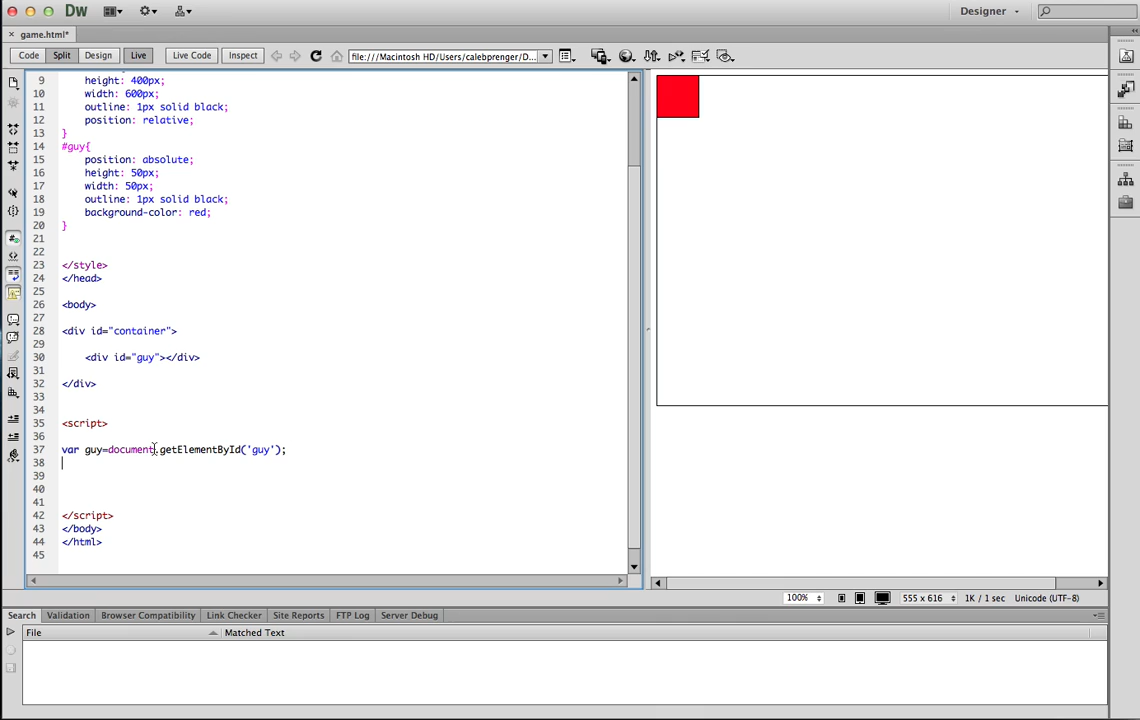 Dw
Designer
game.html*
Code Split Design Live Live Code Inspect file:///Macintosh HD/Users/calebprenger/D...
9
10 height: 400px;
11 width: 600px;
12 outline: 1px solid black;
position: relative;
13 }
14 #guy{
15 position: absolute;
16 height: 50px;
17 width: 50px;
18 outline: 1px solid black;
19 background-color: red;
20 }
21
22
23 </style>
24 </head>
25
26 <body>
27
28 <div id="container">
29
30 <div id="guy"></div>
31
32 </div>
33
34
35 <script>
36
37 var guy=document.getElementById('guy');
38
39
40
41
42 </script>
43 </body>
44 </html>
45
100% 555 x 616 1K / 1 sec Unicode (UTF-8)
Search Validation Browser Compatibility Link Checker Site Reports FTP Log Server Debug
File Matched Text